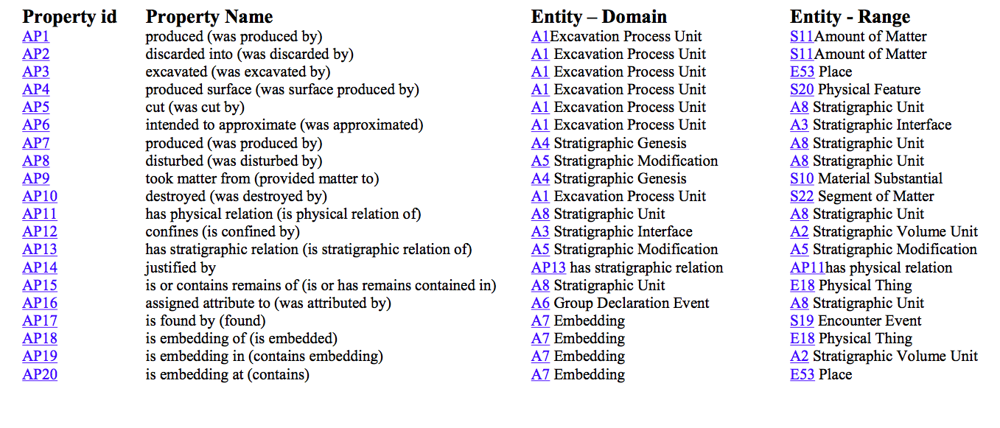 Property id Property Name Entity – Domain Entity - Range
AP1 produced (was produced by) A1Excavation Process Unit S11Amount of Matter
AP2 discarded into (was discarded by) A1 Excavation Process Unit S11Amount of Matter
AP3 excavated (was excavated by) A1 Excavation Process Unit E53 Place
AP4 produced surface (was surface produced by) A1 Excavation Process Unit S20 Physical Feature
AP5 cut (was cut by) A1 Excavation Process Unit A8 Stratigraphic Unit
AP6 intended to approximate (was approximated) A1 Excavation Process Unit A3 Stratigraphic Interface
AP7 produced (was produced by) A4 Stratigraphic Genesis A8 Stratigraphic Unit
AP8 disturbed (was disturbed by) A5 Stratigraphic Modification A8 Stratigraphic Unit
AP9 took matter from (provided matter to) A4 Stratigraphic Genesis S10 Material Substantial
AP10 destroyed (was destroyed by) A1 Excavation Process Unit S22 Segment of Matter
AP11 has physical relation (is physical relation of) A8 Stratigraphic Unit A8 Stratigraphic Unit
AP12 confines (is confined by) A3 Stratigraphic Interface A2 Stratigraphic Volume Unit
AP13 has stratigraphic relation (is stratigraphic relation of) A5 Stratigraphic Modification A5 Stratigraphic Modification
AP14 justified by AP13 has stratigraphic relation AP11has physical relation
AP15 is or contains remains of (is or has remains contained in) A8 Stratigraphic Unit E18 Physical Thing
AP16 assigned attribute to (was attributed by) A6 Group Declaration Event A8 Stratigraphic Unit
AP17 is found by (found) A7 Embedding S19 Encounter Event
AP18 is embedding of (is embedded) A7 Embedding E18 Physical Thing
AP19 is embedding in (contains embedding) A7 Embedding A2 Stratigraphic Volume Unit
AP20 is embedding at (contains) A7 Embedding E53 Place